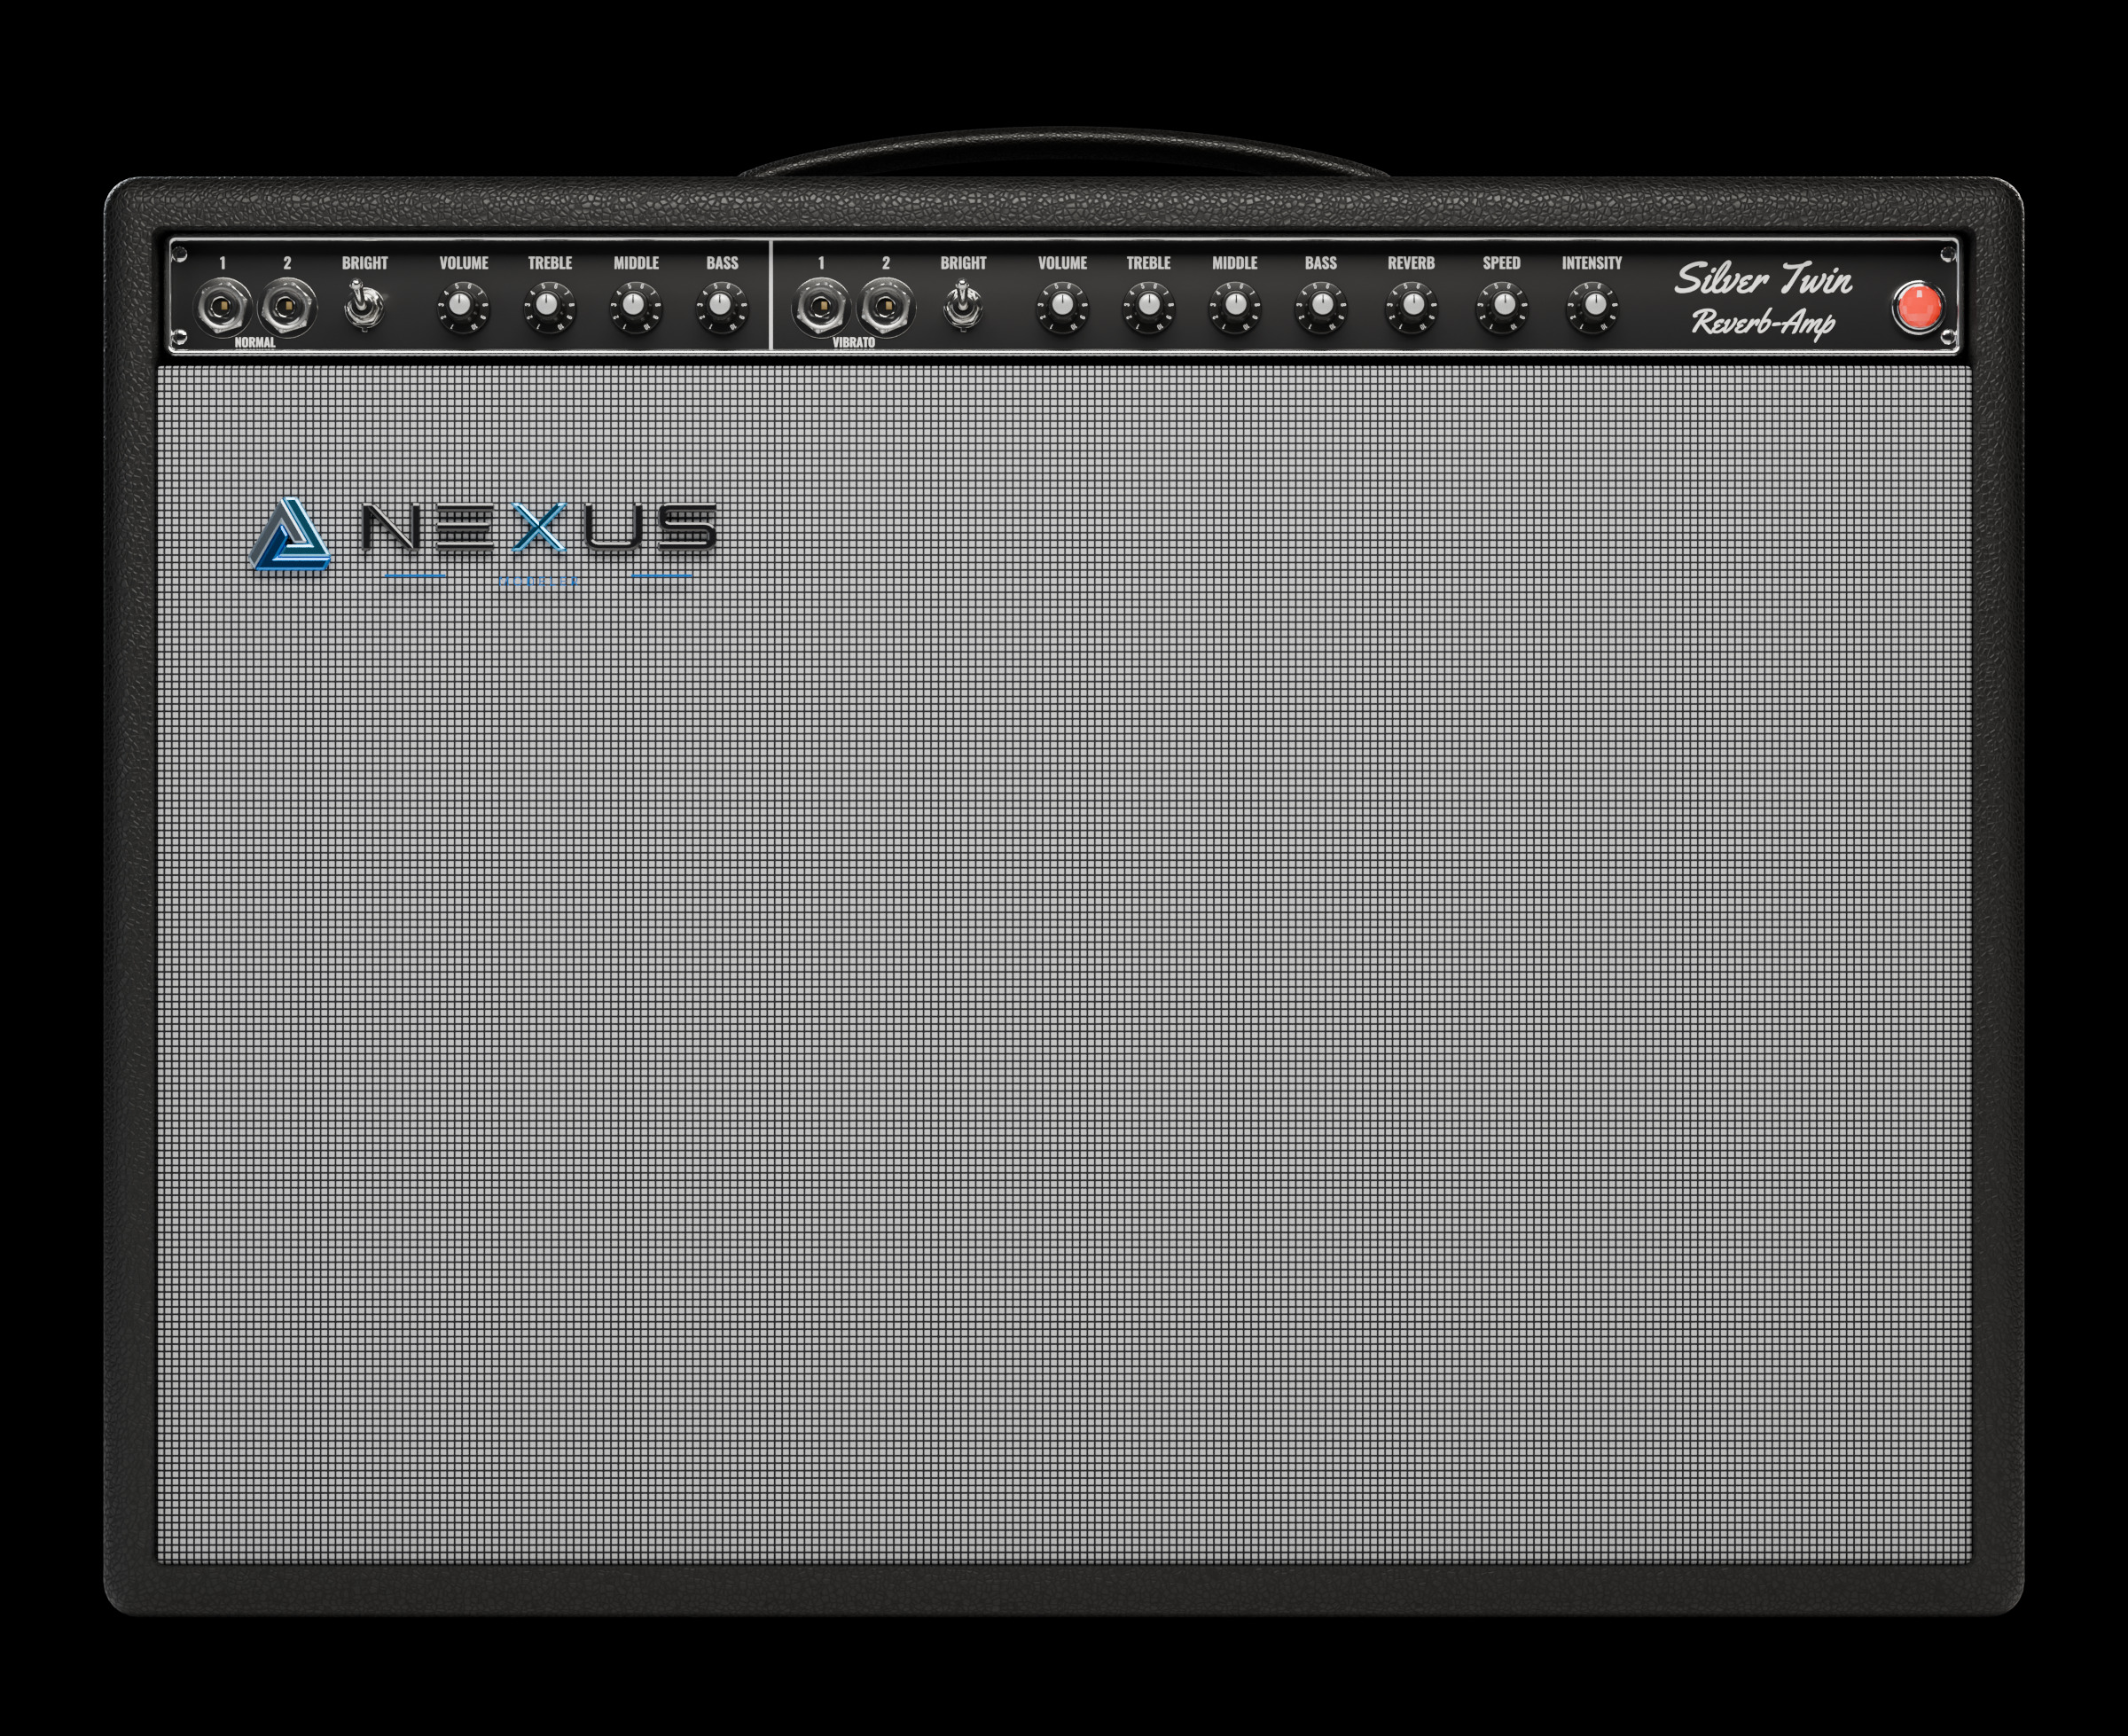 1 2 BRIGHT VOLUME TREBLE MIDDLE BASS
NORMAL
1 2 BRIGHT VOLUME TREBLE MIDDLE BASS REVERB SPEED INTENSITY
VIBRATO
Silver Twin
Reverb-Amp
NEXUS